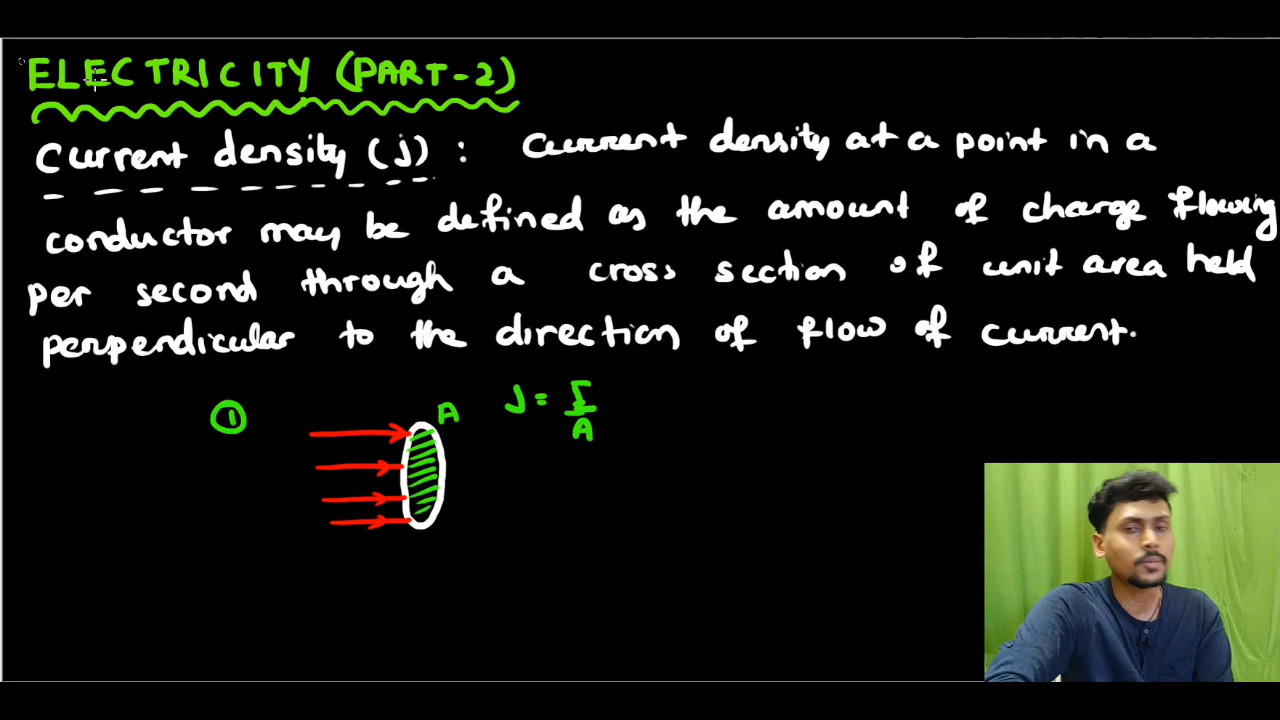 ELECTRICITY (PART-2)
Current density (j) : Current density at a point in a
conductor may be defined as the amount of charge flowing
per second through a cross section of unit area held
perpendicular to the direction of flow of current.
① A J = I/A